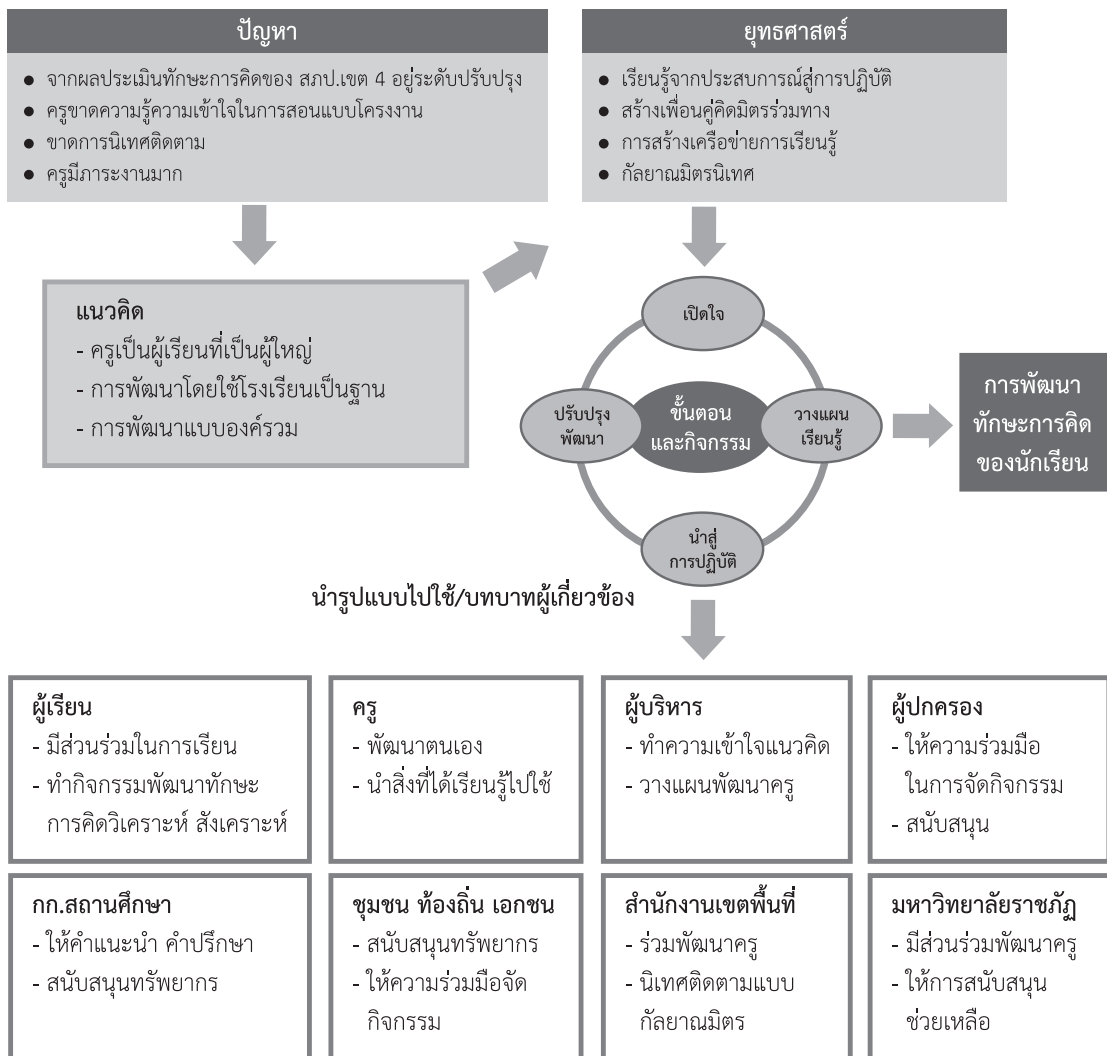 ปัญหา
● จากผลประเมินทักษะการคิดของ สภป.เขต 4 อยู่ระดับปรับปรุง
● ครูขาดความรู้ความเข้าใจในการสอนแบบโครงงาน
● ขาดการนิเทศติดตาม
● ครูมีภาระงานมาก
ยุทธศาสตร์
● เรียนรู้จากประสบการณ์สู่การปฏิบัติ
● สร้างเพื่อนคู่คิดมิตรร่วมทาง
● การสร้างเครือข่ายการเรียนรู้
● กัลยาณมิตรนิเทศ
แนวคิด
- ครูเป็นผู้เรียนที่เป็นผู้ใหญ่
- การพัฒนาโดยใช้โรงเรียนเป็นฐาน
- การพัฒนาแบบองค์รวม
เปิดใจ
ปรับปรุง
พัฒนา
ขั้นตอน
และกิจกรรม
วางแผน
เรียนรู้
นำสู่
การปฏิบัติ
การพัฒนา
ทักษะการคิด
ของนักเรียน
นำรูปแบบไปใช้/บทบาทผู้เกี่ยวข้อง
ผู้เรียน
- มีส่วนร่วมในการเรียน
- ทำกิจกรรมพัฒนาทักษะ
การคิดวิเคราะห์ สังเคราะห์
ครู
- พัฒนาตนเอง
- นำสิ่งที่ได้เรียนรู้ไปใช้
ผู้บริหาร
- ทำความเข้าใจแนวคิด
- วางแผนพัฒนาครู
ผู้ปกครอง
- ให้ความร่วมมือ
ในการจัดกิจกรรม
- สนับสนุน
กก.สถานศึกษา
- ให้คำแนะนำ คำปรึกษา
- สนับสนุนทรัพยากร
ชุมชน ท้องถิ่น เอกชน
- สนับสนุนทรัพยากร
- ให้ความร่วมมือจัด
กิจกรรม
สำนักงานเขตพื้นที่
- ร่วมพัฒนาครู
- นิเทศติดตามแบบ
กัลยาณมิตร
มหาวิทยาลัยราชภัฏ
- มีส่วนร่วมพัฒนาครู
- ให้การสนับสนุน
ช่วยเหลือ